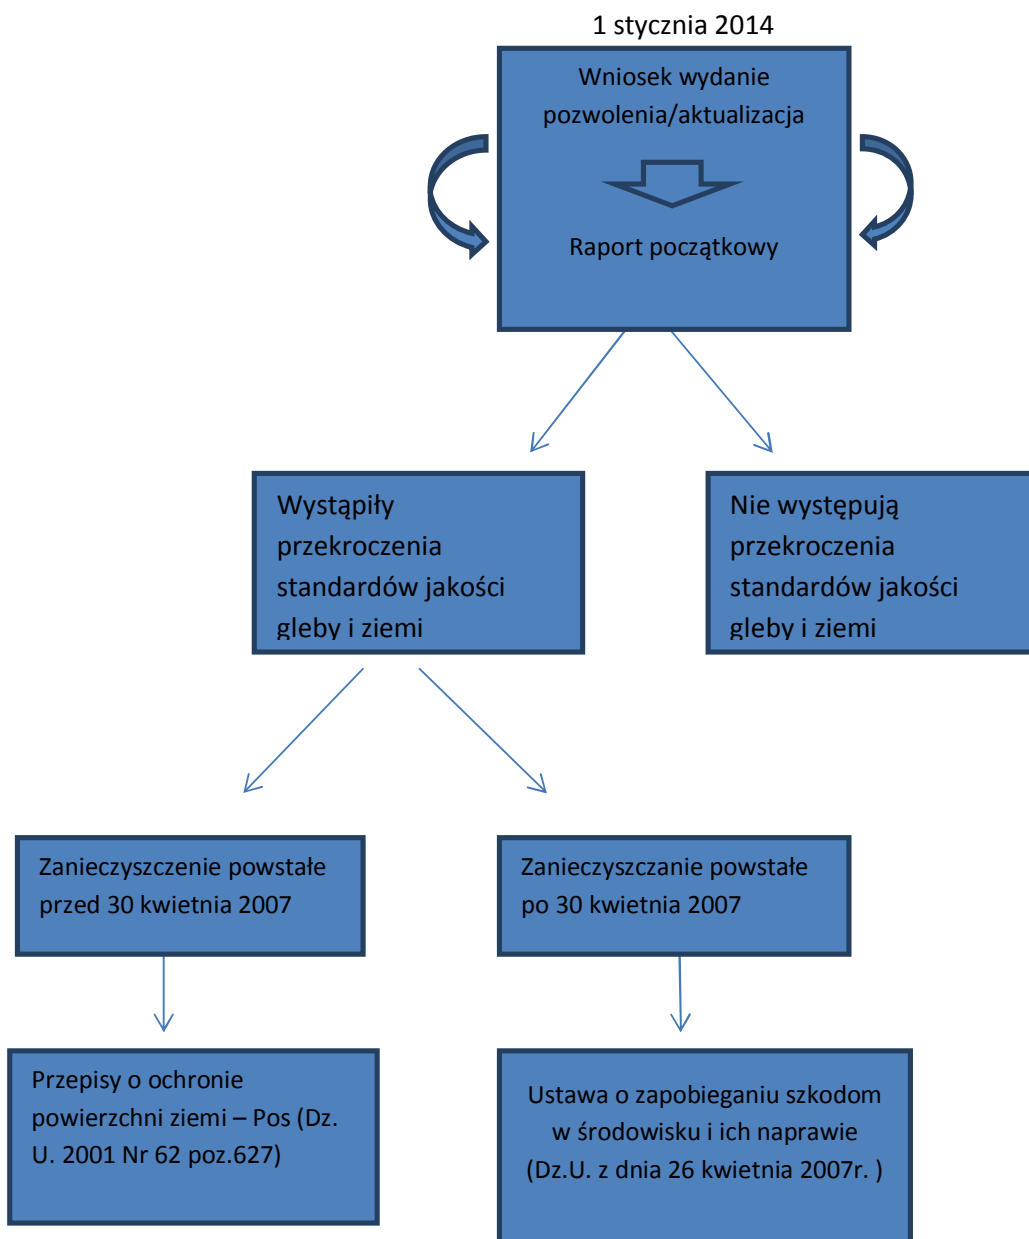 1 stycznia 2014
Wniosek wydanie
pozwolenia/aktualizacja
Raport początkowy
Wystąpiły
przekroczenia
standardów jakości
gleby i ziemi
Nie występują
przekroczenia
standardów jakości
gleby i ziemi
Zanieczyszczenie powstałe
przed 30 kwietnia 2007
Zanieczyszczanie powstałe
po 30 kwietnia 2007
Przepisy o ochronie
powierzchni ziemi – Pos (Dz.
U. 2001 Nr 62 poz.627)
Ustawa o zapobieganiu szkodom
w środowisku i ich naprawie
(Dz.U. z dnia 26 kwietnia 2007r. )